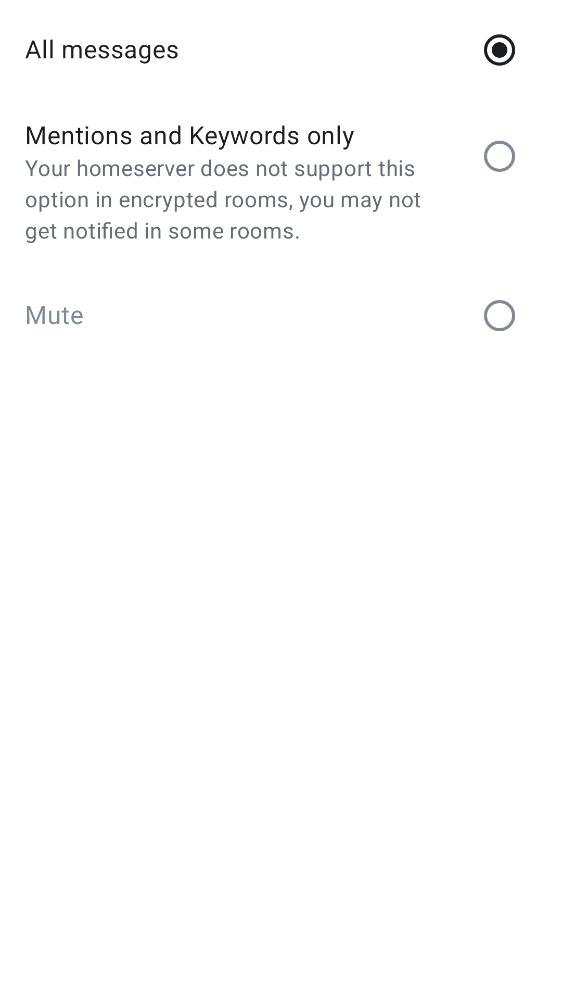 All messages
Mentions and Keywords only
Your homeserver does not support this
option in encrypted rooms, you may not
get notified in some rooms.
Mute